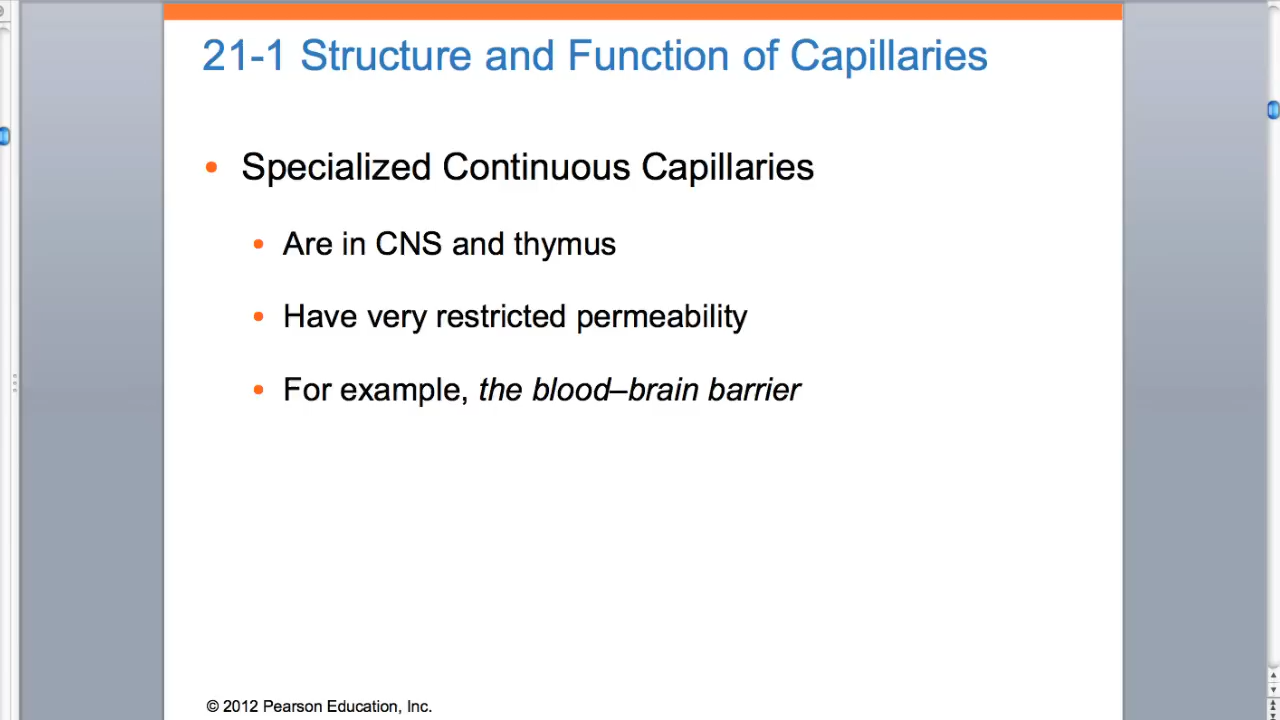 21-1 Structure and Function of Capillaries
• Specialized Continuous Capillaries
• Are in CNS and thymus
• Have very restricted permeability
• For example, the blood–brain barrier
© 2012 Pearson Education, Inc.